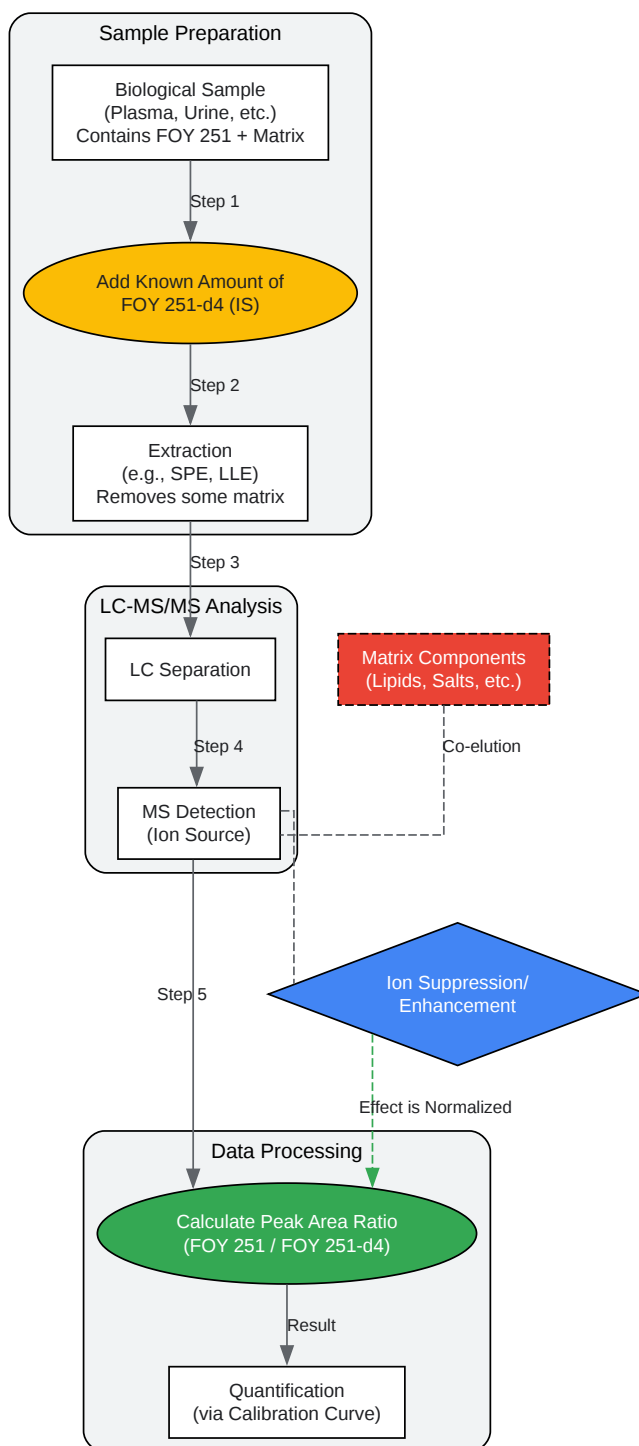 Sample Preparation
Biological Sample
(Plasma, Urine, etc.)
Contains FOY 251 + Matrix
Step 1
Add Known Amount of
FOY 251-d4 (IS)
Step 2
Extraction
(e.g., SPE, LLE)
Removes some matrix
Step 3
LC-MS/MS Analysis
LC Separation
Matrix Components
(Lipids, Salts, etc.)
Step 4
Co-elution
MS Detection
(Ion Source)
Step 5
Ion Suppression/
Enhancement
Effect is Normalized
Data Processing
Calculate Peak Area Ratio
(FOY 251 / FOY 251-d4)
Result
Quantification
(via Calibration Curve)